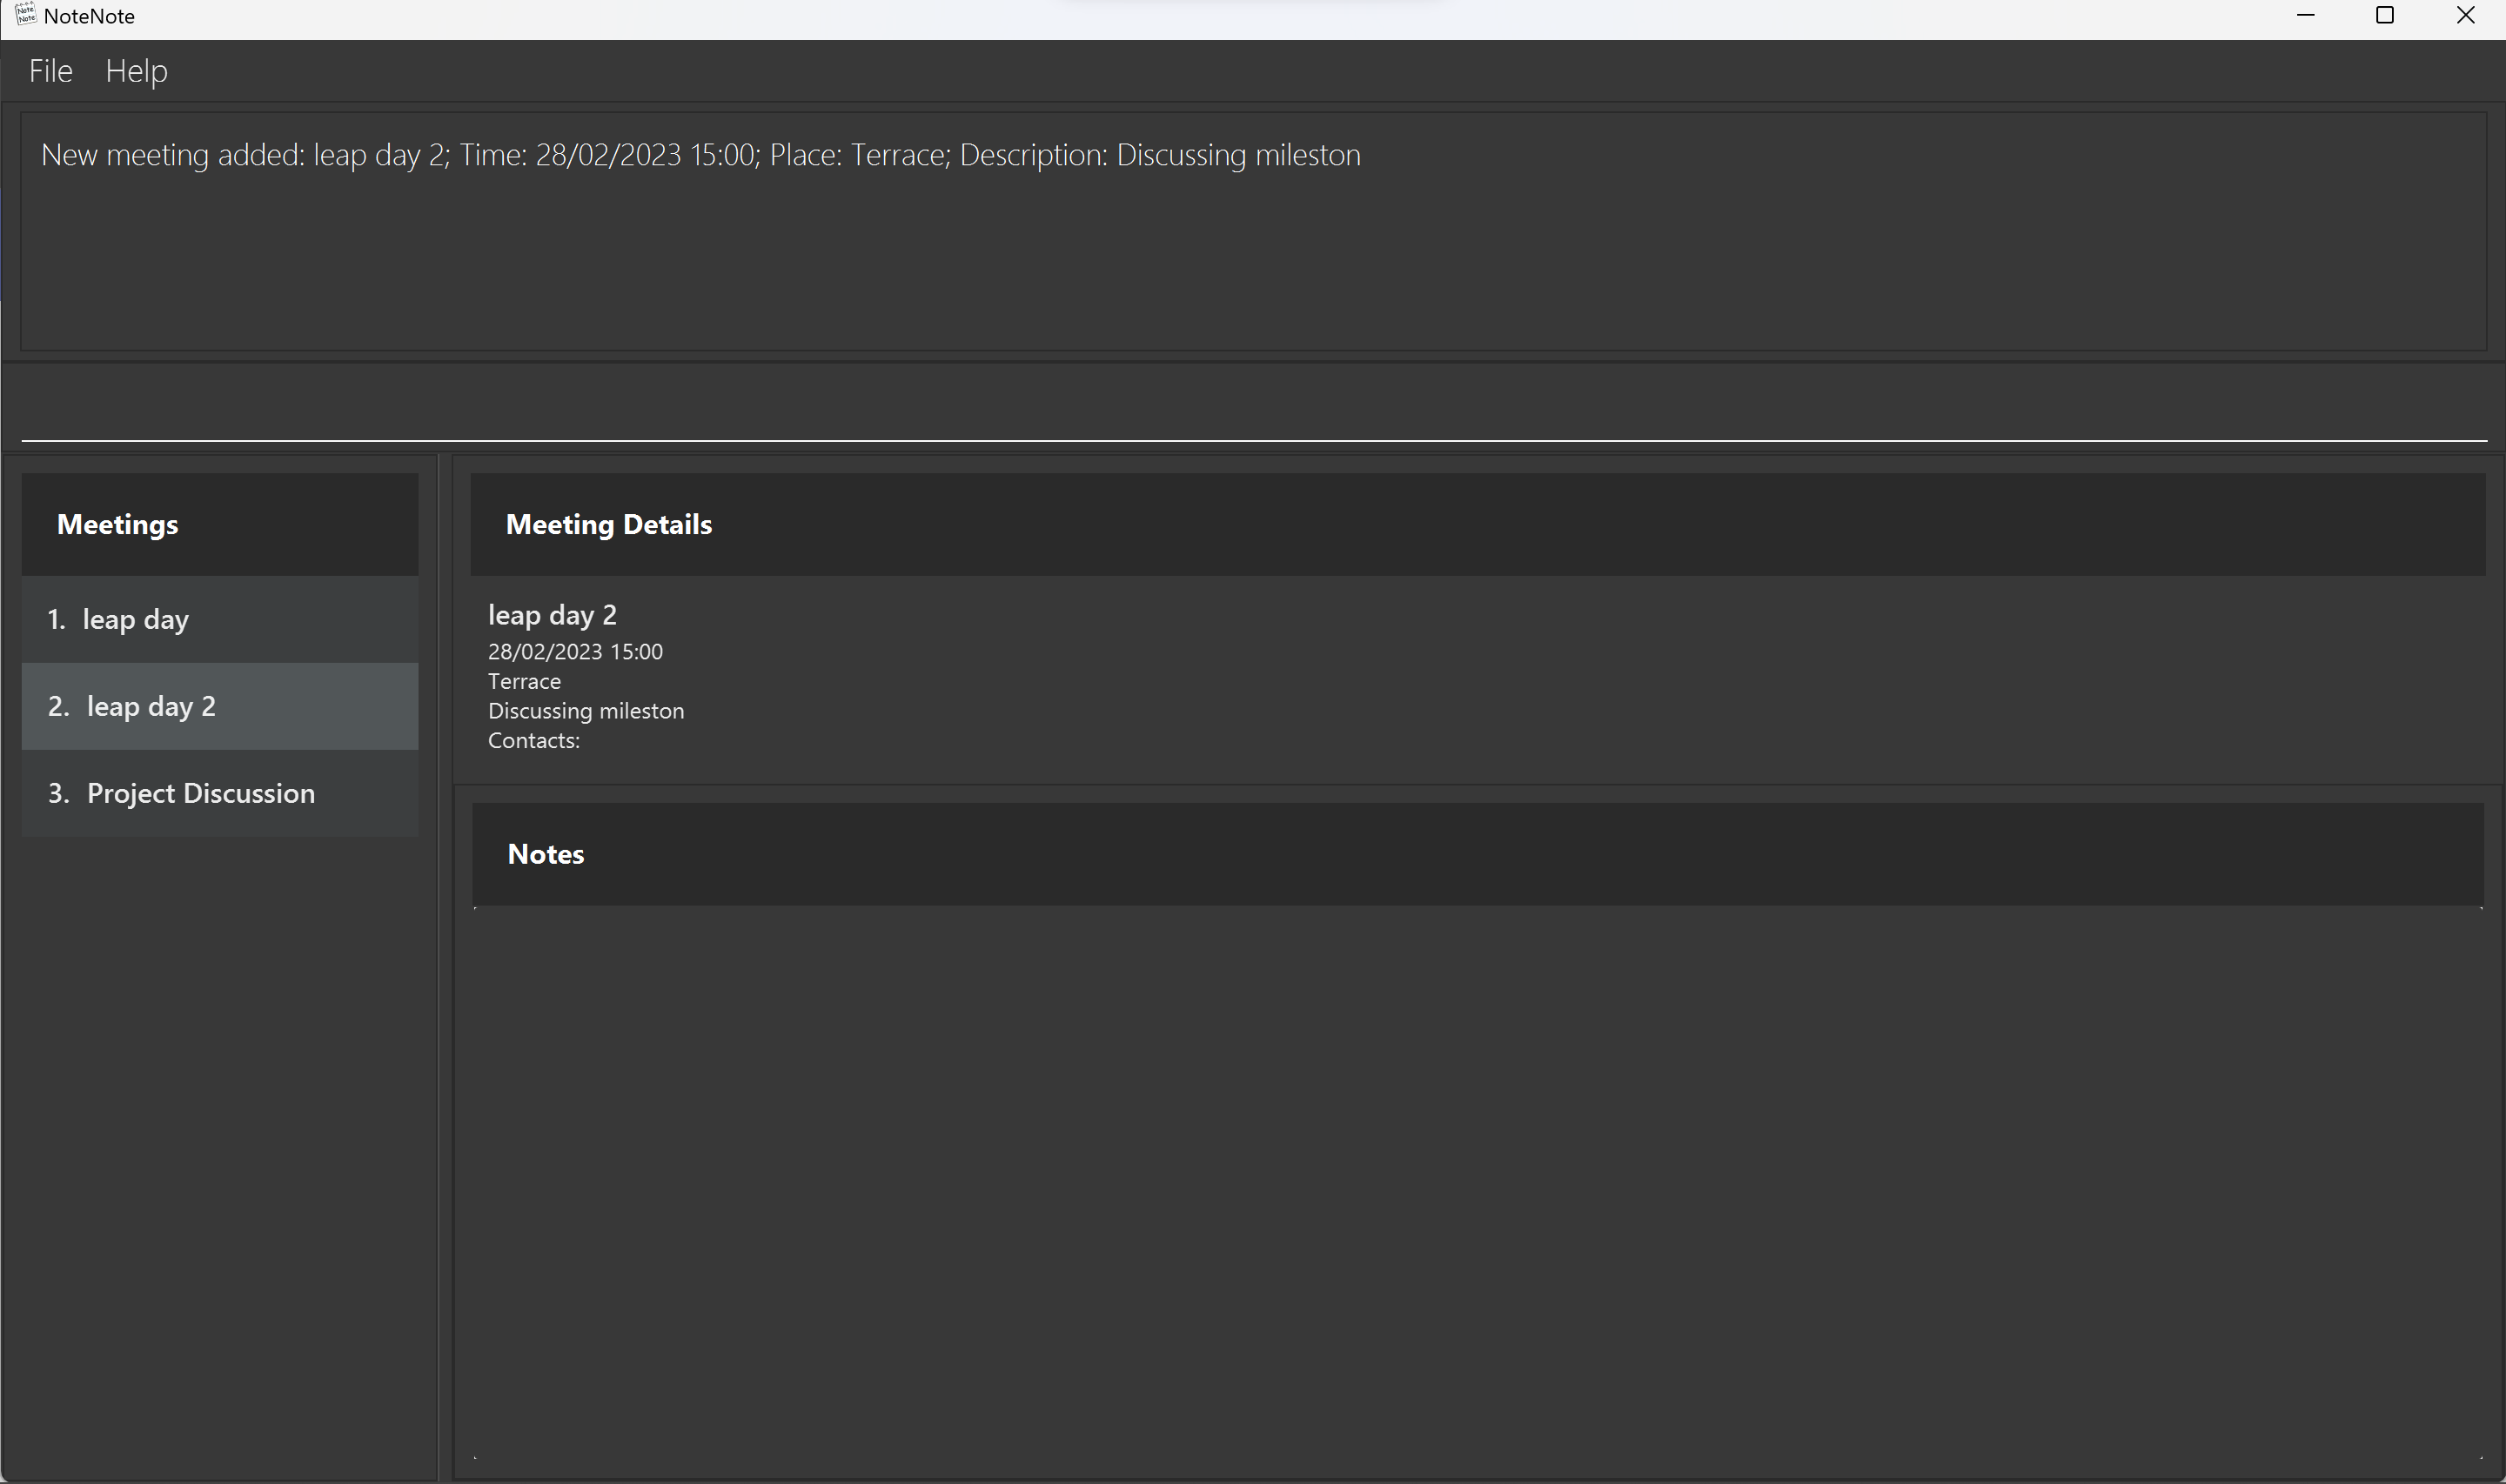 Note
Note
NoteNote
File Help
New meeting added: leap day 2; Time: 28/02/2023 15:00; Place: Terrace; Description: Discussing mileston
Meetings
1. leap day
2. leap day 2
3. Project Discussion
Meeting Details
leap day 2
28/02/2023 15:00
Terrace
Discussing mileston
Contacts:
Notes